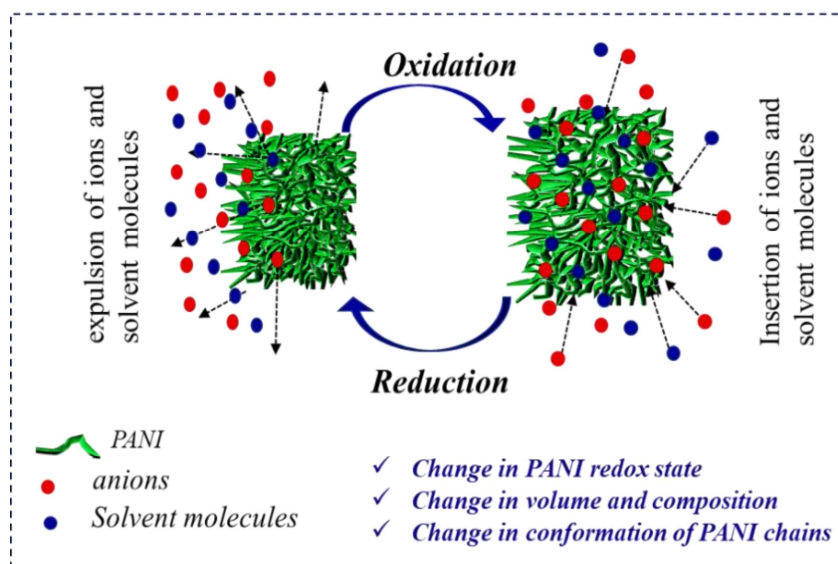 Oxidation
expulsion of ions and
solvent molecules
Insertion of ions and
solvent molecules
Reduction
PANI
anions
Solvent molecules
✓ Change in PANI redox state
✓ Change in volume and composition
✓ Change in conformation of PANI chains